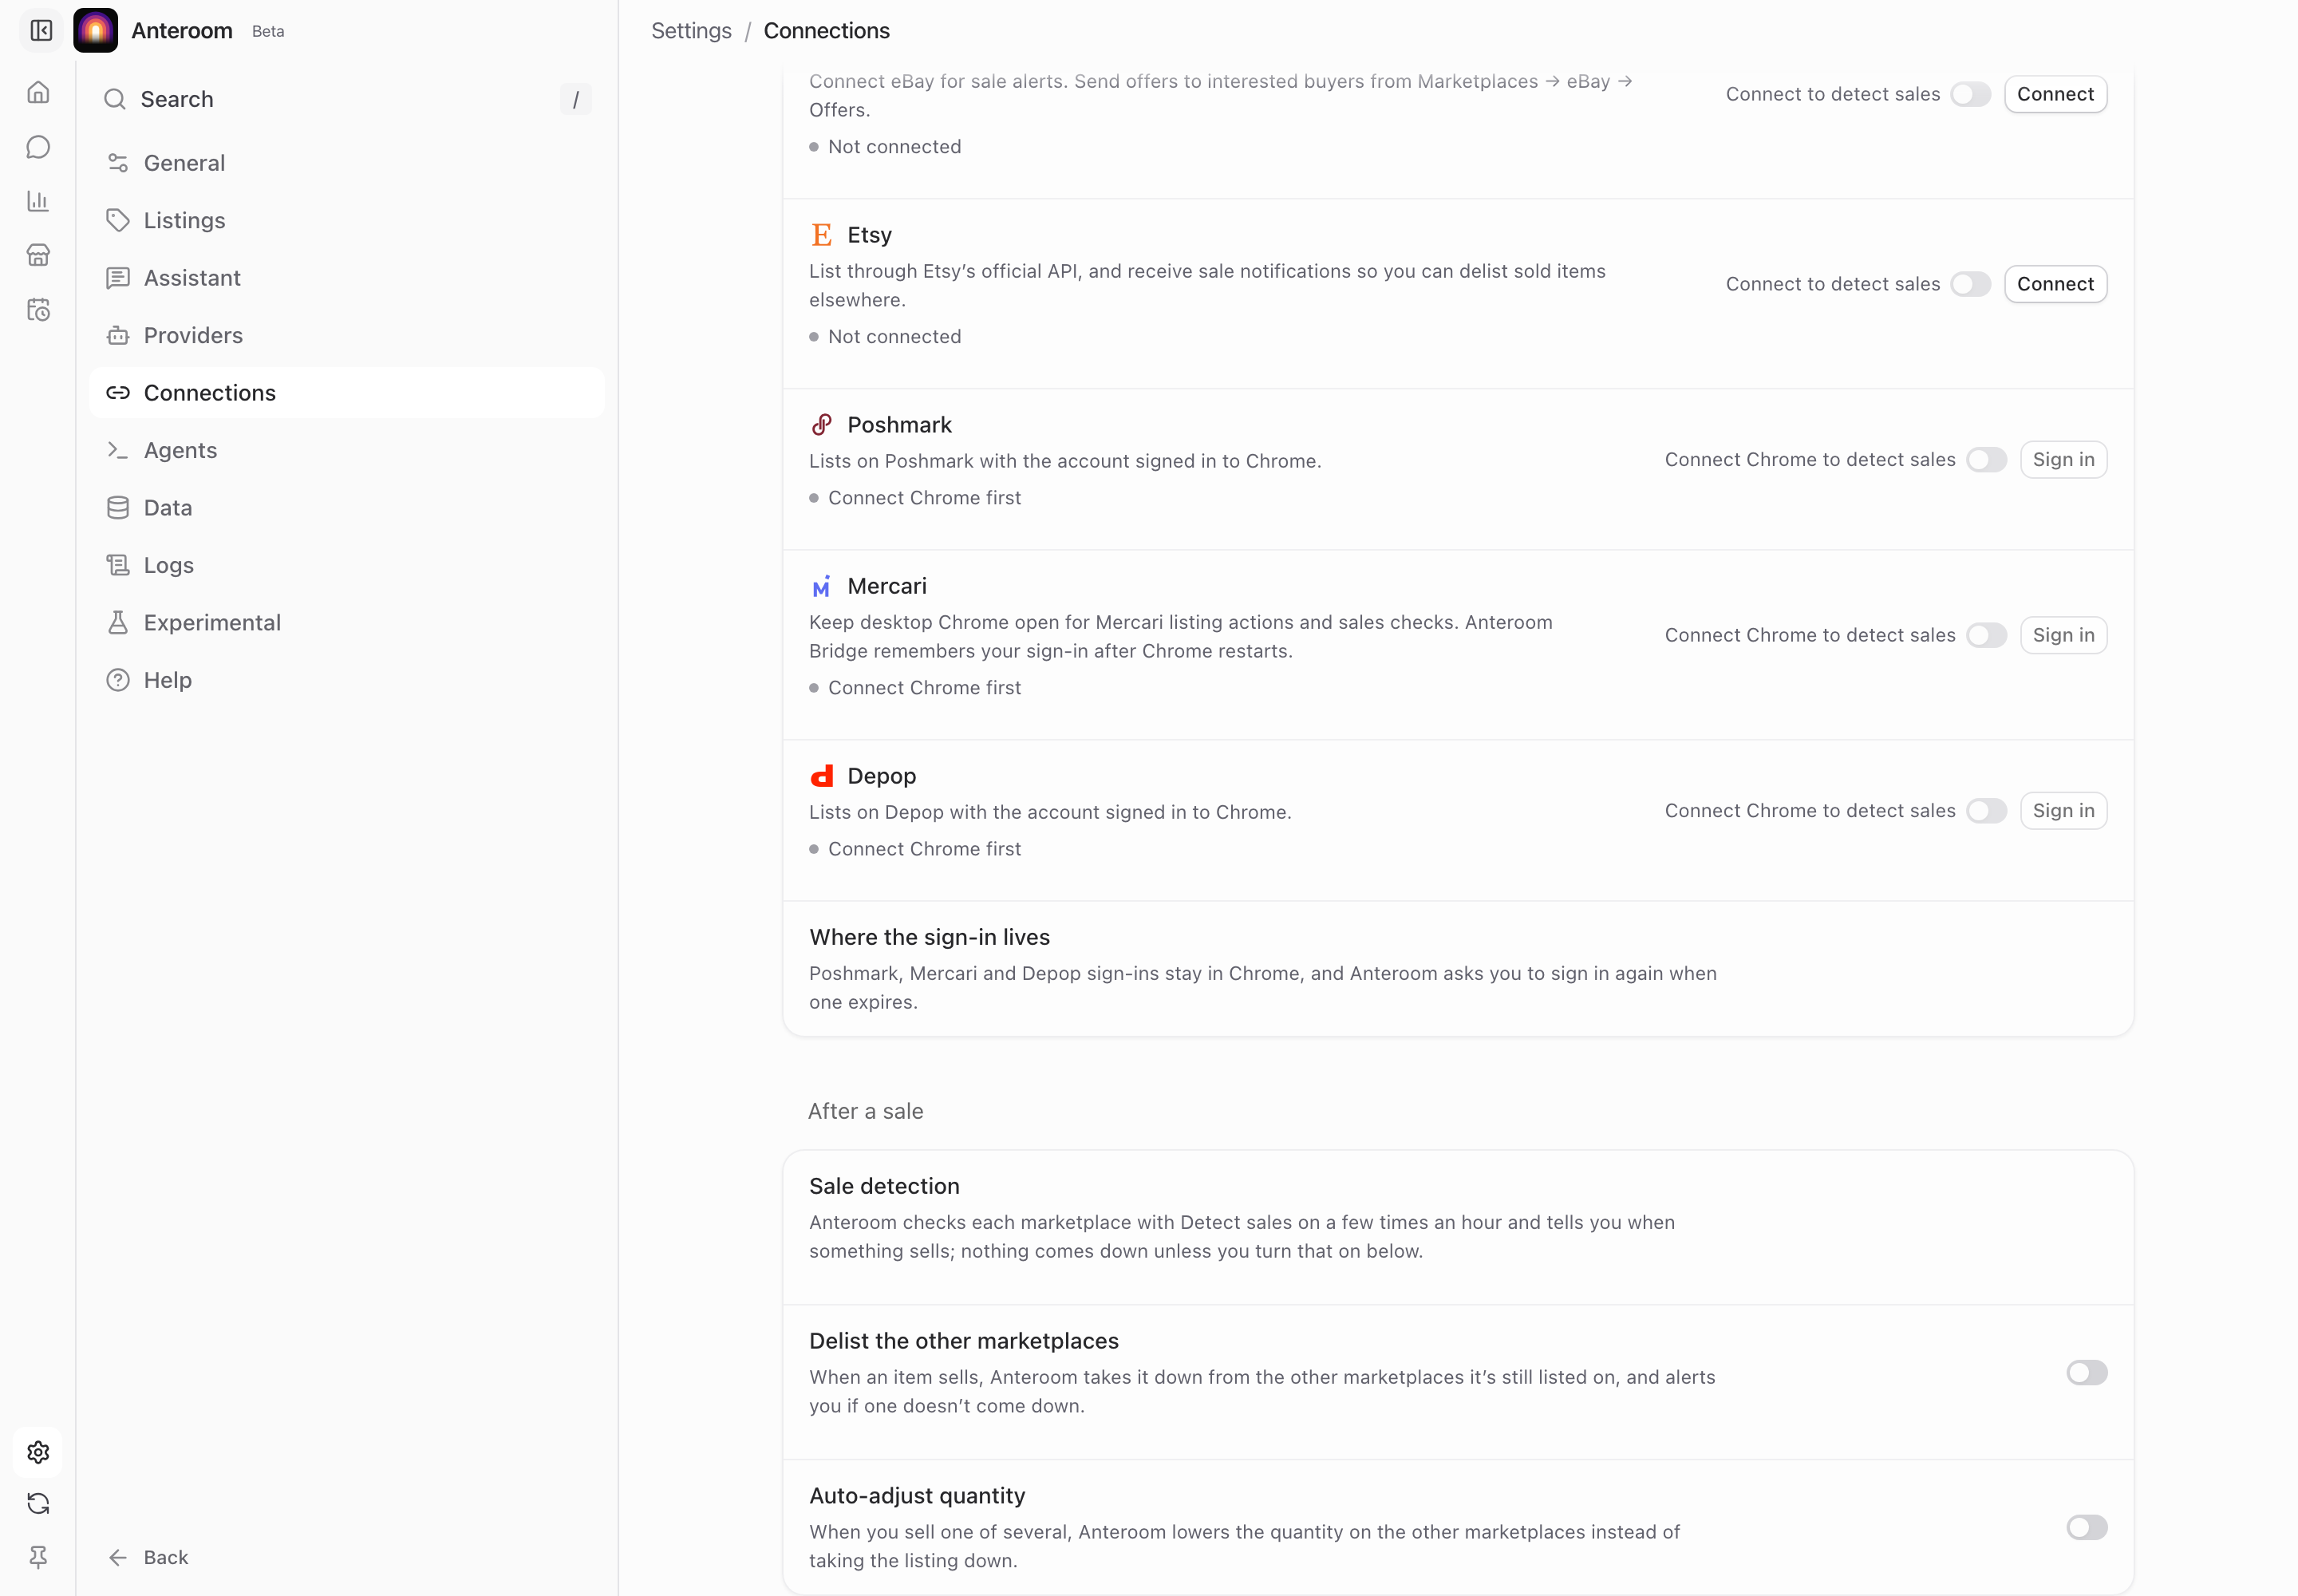 Anteroom Beta
Settings / Connections
Search /
General
Listings
Assistant
Providers
Connections
Agents
Data
Logs
Experimental
Help
Back
Connect eBay for sale alerts. Send offers to interested buyers from Marketplaces → eBay →
Offers.
Not connected
Connect to detect sales Connect
Etsy
List through Etsy’s official API, and receive sale notifications so you can delist sold items
elsewhere.
Not connected
Connect to detect sales Connect
Poshmark
Lists on Poshmark with the account signed in to Chrome.
Connect Chrome first
Connect Chrome to detect sales Sign in
Mercari
Keep desktop Chrome open for Mercari listing actions and sales checks. Anteroom
Bridge remembers your sign-in after Chrome restarts.
Connect Chrome first
Connect Chrome to detect sales Sign in
Depop
Lists on Depop with the account signed in to Chrome.
Connect Chrome first
Connect Chrome to detect sales Sign in
Where the sign-in lives
Poshmark, Mercari and Depop sign-ins stay in Chrome, and Anteroom asks you to sign in again when
one expires.
After a sale
Sale detection
Anteroom checks each marketplace with Detect sales on a few times an hour and tells you when
something sells; nothing comes down unless you turn that on below.
Delist the other marketplaces
When an item sells, Anteroom takes it down from the other marketplaces it’s still listed on, and alerts
you if one doesn’t come down.
Auto-adjust quantity
When you sell one of several, Anteroom lowers the quantity on the other marketplaces instead of
taking the listing down.